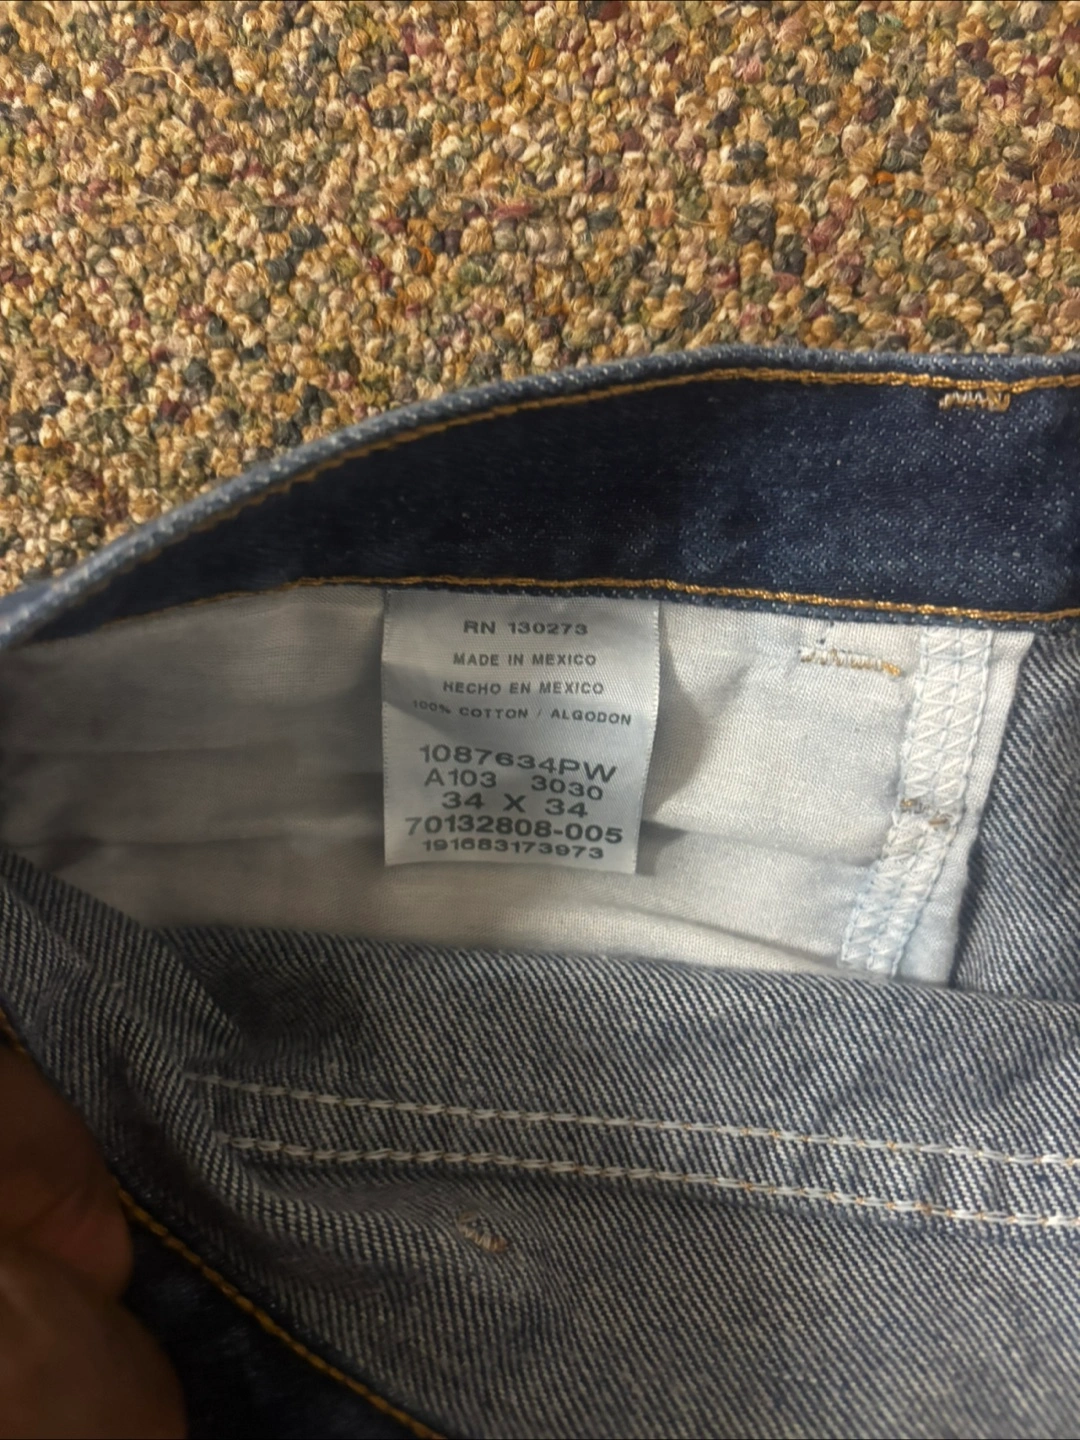 RN 130273
MADE IN MEXICO
HECHO EN MEXICO
100% COTTON / ALGODON
1087634PW
A103 3030
34 X 34
70132808-005
191683173973